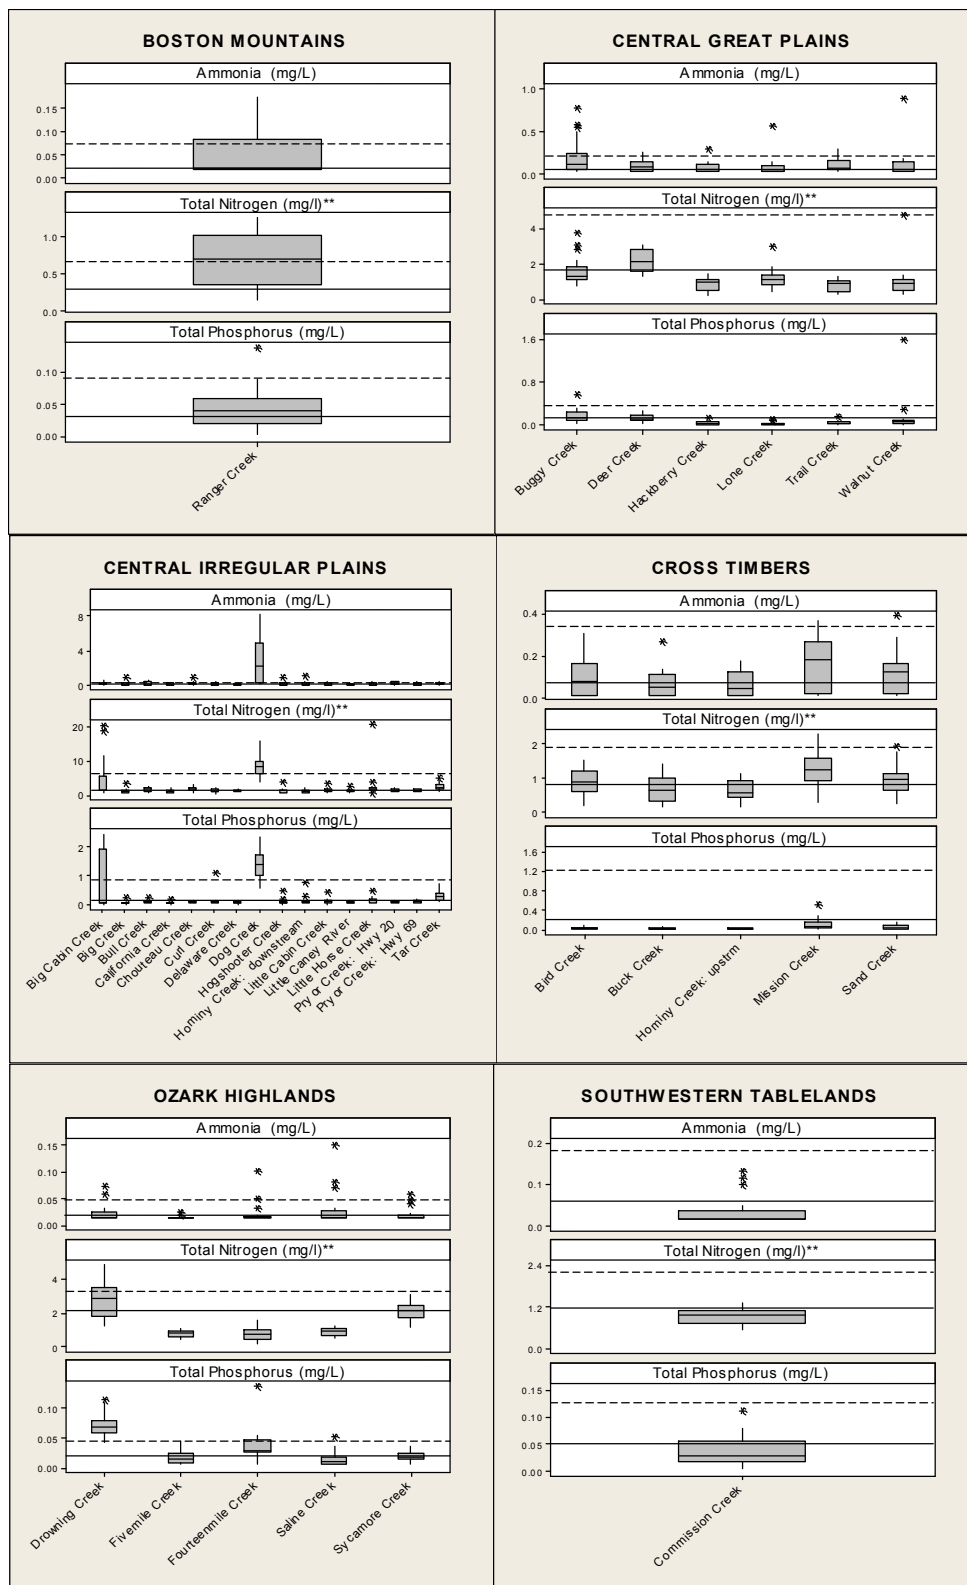 BOSTON MOUNTAINS
Ammonia (mg/L)
0.15
0.10
0.05
0.00
Total Nitrogen (mg/l)**
1.0
0.5
0.0
Total Phosphorus (mg/L)
0.10
0.05
0.00
Ranger Creek
CENTRAL GREAT PLAINS
Ammonia (mg/L)
1.0
0.5
0.0
Total Nitrogen (mg/l)**
4
2
0
Total Phosphorus (mg/L)
1.6
0.8
0.0
Buggy Creek
Deer Creek
Hackberry Creek
Lone Creek
Trail Creek
Walnut Creek
CENTRAL IRREGULAR PLAINS
Ammonia (mg/L)
8
4
0
Total Nitrogen (mg/l)**
20
10
0
Total Phosphorus (mg/L)
2
1
0
Big Cabin Creek
Big Creek
Bull Creek
California Creek
Chouteau Creek
Curl Creek
Delaware Creek
Dog Creek
Hogshooter Creek
Hominy Creek: downstream
Little Cabin Creek
Little Caney River
Little Horse Creek
Pryor Creek: Hwy 20
Pryor Creek: Hwy 69
Tar Creek
CROSS TIMBERS
Ammonia (mg/L)
0.4
0.2
0.0
Total Nitrogen (mg/l)**
2
1
0
Total Phosphorus (mg/L)
1.6
1.2
0.8
0.4
0.0
Bird Creek
Buck Creek
Hominy Creek: upstrm
Mission Creek
Sand Creek
OZARK HIGHLANDS
Ammonia (mg/L)
0.15
0.10
0.05
0.00
Total Nitrogen (mg/l)**
4
2
0
Total Phosphorus (mg/L)
0.10
0.05
0.00
Drowning Creek
Fivemile Creek
Fourteenmile Creek
Saline Creek
Sycamore Creek
SOUTHWESTERN TABLELANDS
Ammonia (mg/L)
0.2
0.1
0.0
Total Nitrogen (mg/l)**
2.4
1.2
0.0
Total Phosphorus (mg/L)
0.15
0.10
0.05
0.00
Commission Creek